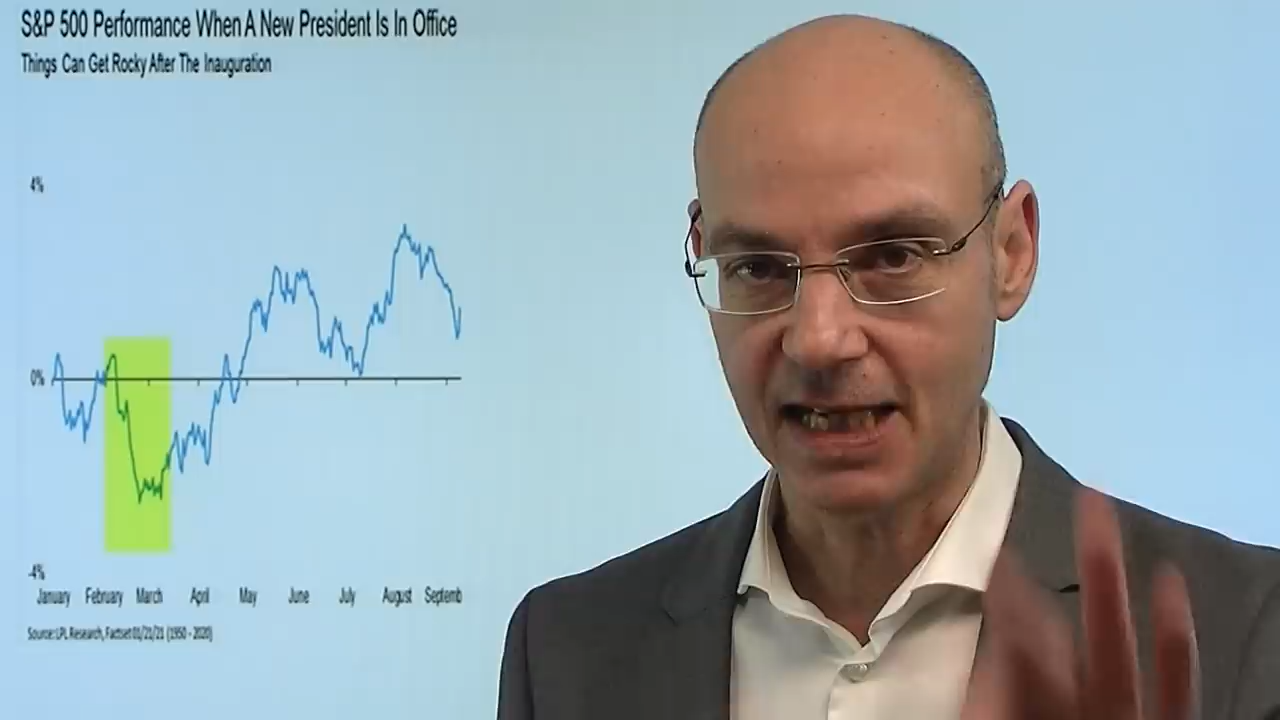 S&P 500 Performance When A New President Is In Office
Things Can Get Rocky After The Inauguration
4%
0%
-4%
January February March April May June July August Septemb
Source: LPL Research, Factset 01/21/21 (1950 - 2020)